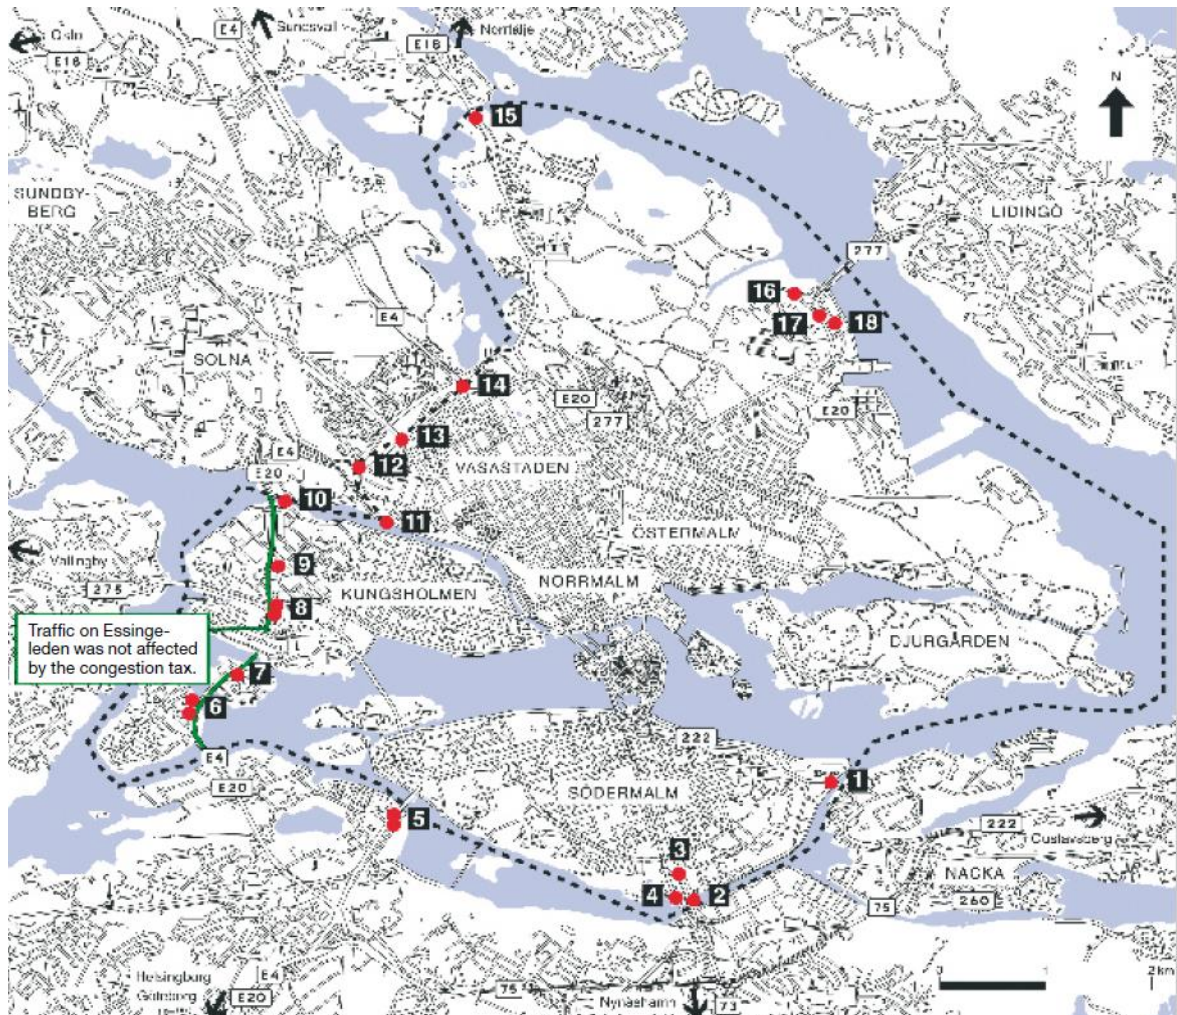 E4
Sundsvall
Norrtälje
Oslo
E18
E18
15
N
SUNDBY-
BERG
LIDINGÖ
277
16
17
18
E4
SOLNA
14
E20
277
E20
13
E4
12
VASASTADEN
E20
10
11
ÖSTERMALM
Vällingby
9
NORRMALM
275
KUNGSHOLMEN
8
Traffic on Essinge-
leden was not affected
by the congestion tax.
DJURGÅRDEN
7
6
222
E4
1
E20
SÖDERMALM
5
222
Gustavsberg
3
NACKA
4
2
75
260
Helsingborg
Göteborg
E4
E20
75
Nynäshamn
73
0
1
2 km